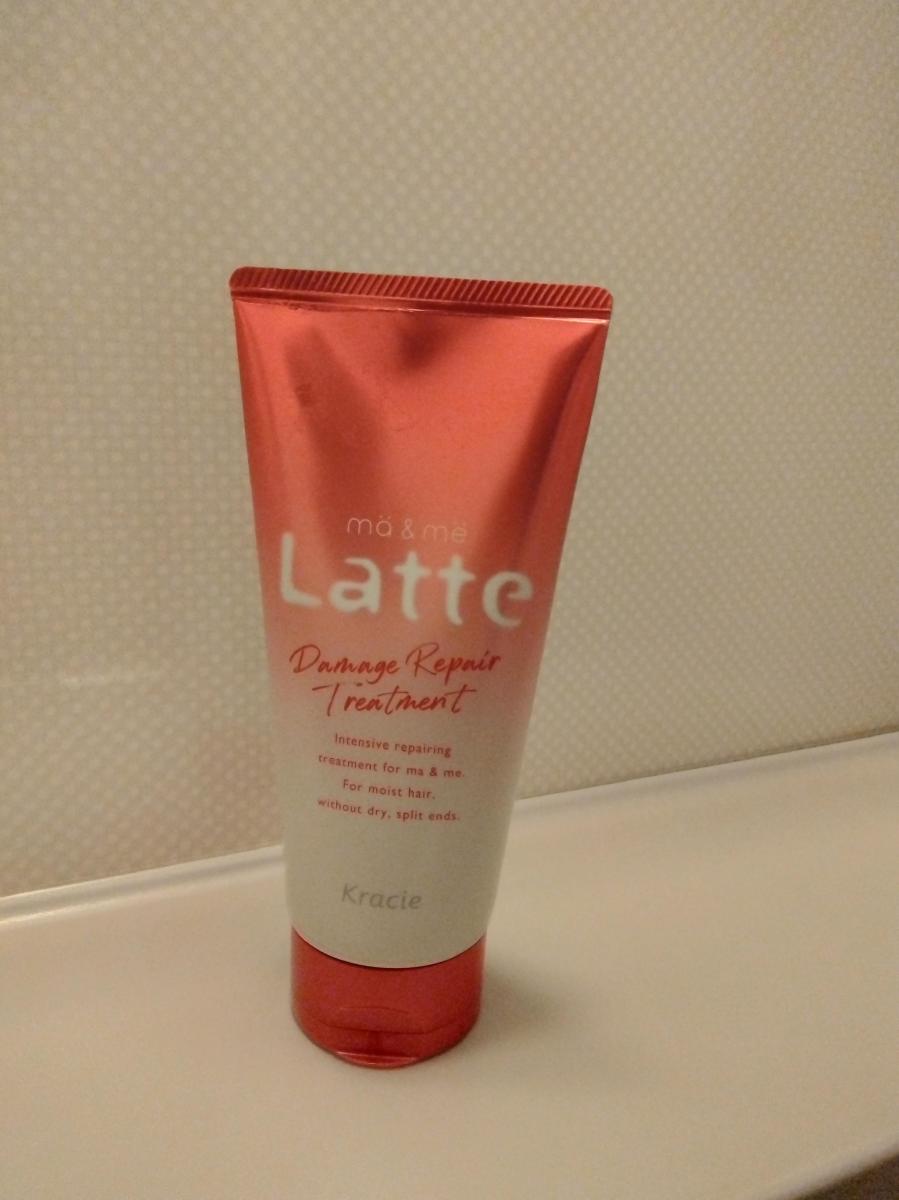 mä & më
Latte
Damage Repair
Treatment
Intensive repairing
treatment for ma & me.
For moist hair,
without dry, split ends.
Kracie